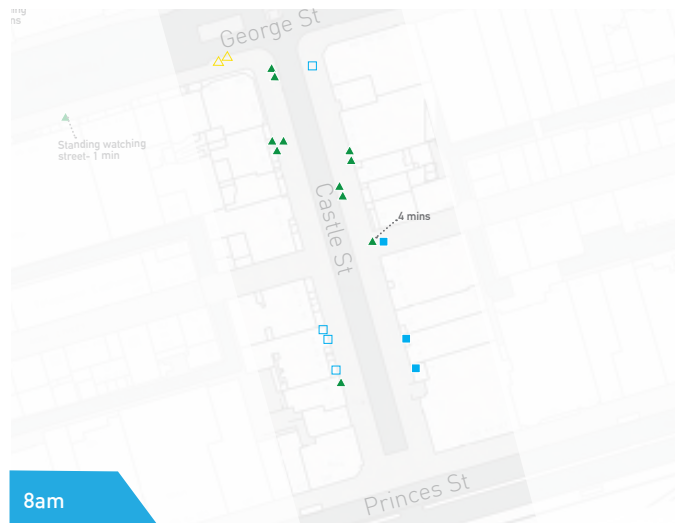 George St
Standing watching
street- 1 min
Castle St
4 mins
Princes St
8am